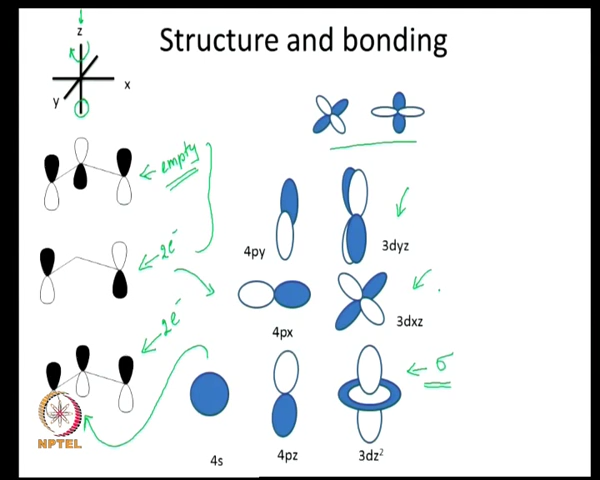 Structure and bonding
z
x
y
empty
2e⁻
4py
3dyz
2e⁻
4px
3dxz
σ
NPTEL
4s
4pz
3dz²